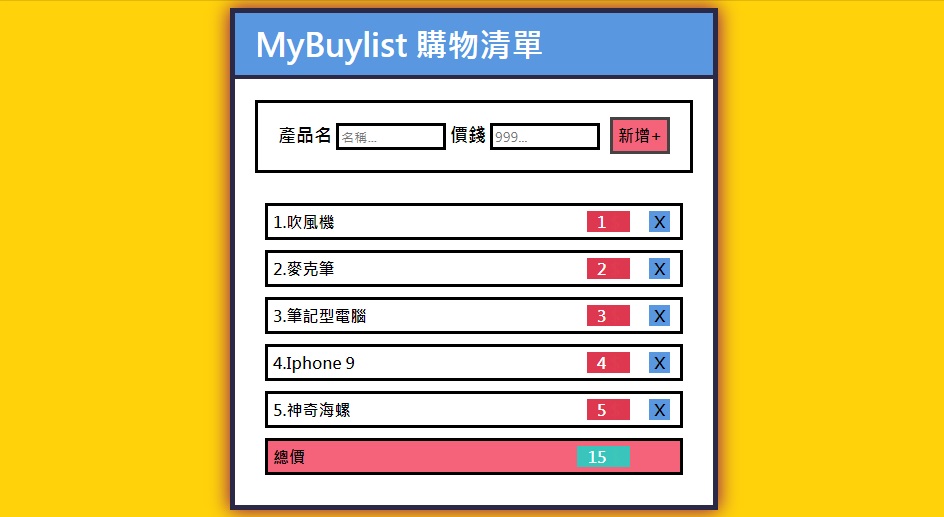 MyBuylist 購物清單
產品名 名稱... 價錢 999... 新增+
1.吹風機 1 X
2.麥克筆 2 X
3.筆記型電腦 3 X
4.Iphone 9 4 X
5.神奇海螺 5 X
總價 15